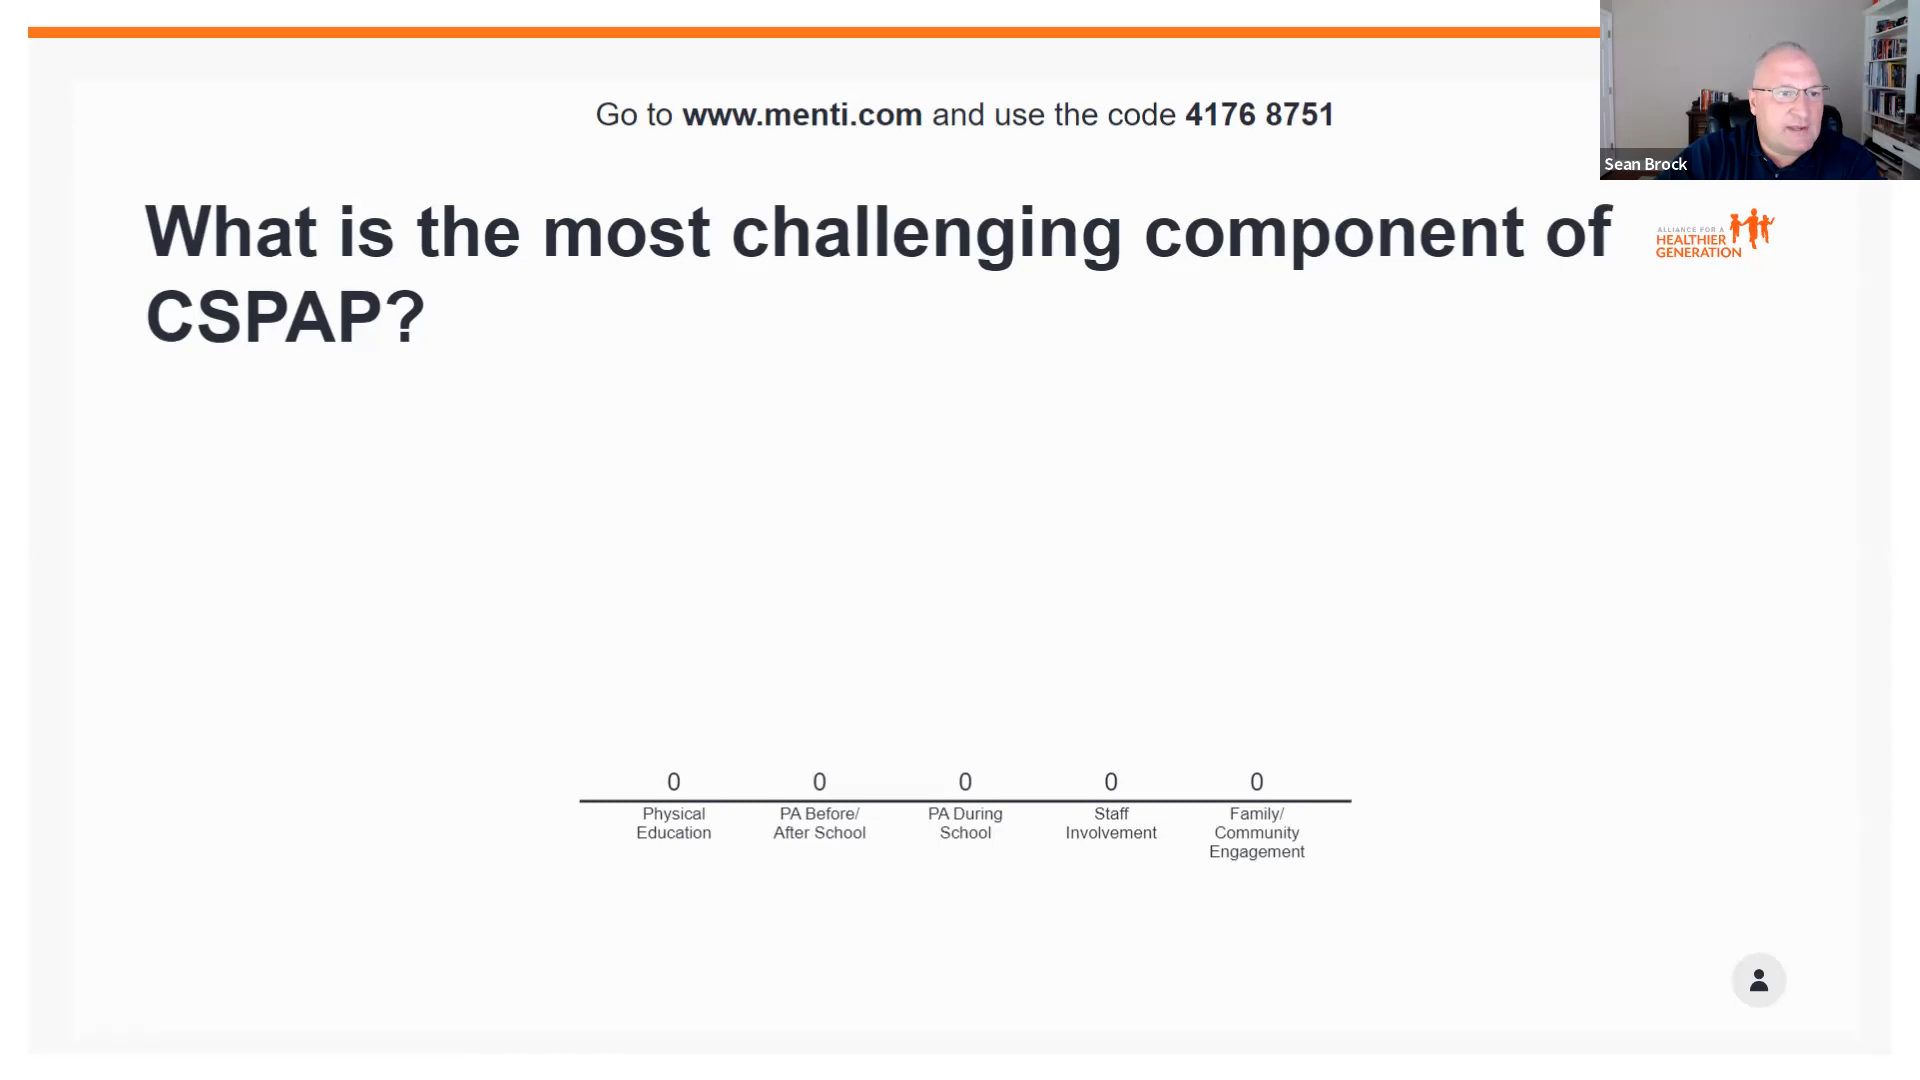 Go to www.menti.com and use the code 4176 8751
Sean Brock
What is the most challenging component of
CSPAP?
ALLIANCE FOR A
HEALTHIER
GENERATION
0 0 0 0 0
Physical Education
PA Before/ After School
PA During School
Staff Involvement
Family/ Community Engagement